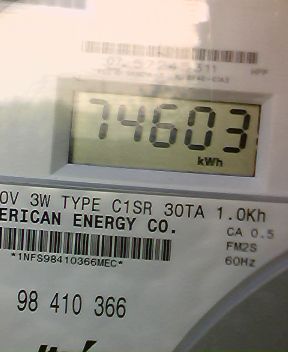 HPP
74603
kWh
0V 3W TYPE C1SR 30TA 1.0Kh
ERICAN ENERGY CO.
CA 0.5
*1NFS98410366MEC*
FM2S
60Hz
98 410 366